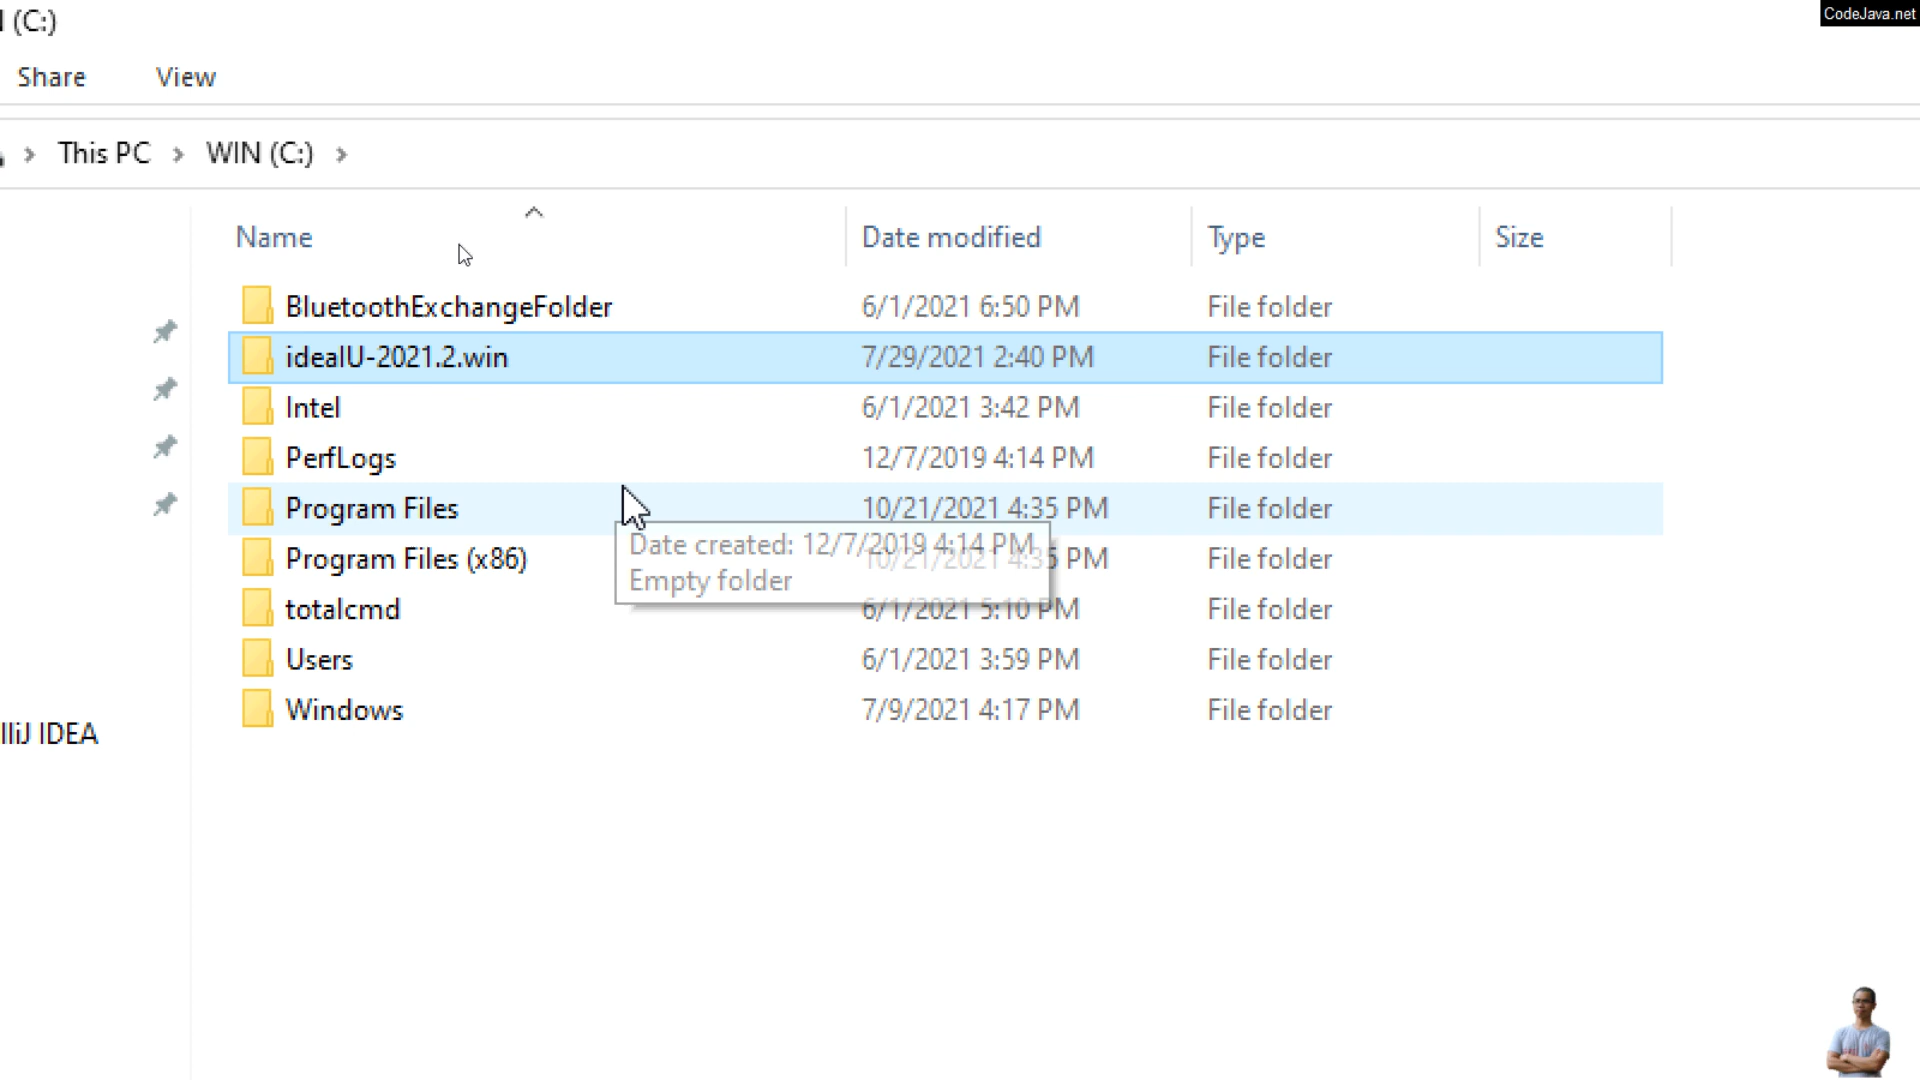 (C:)
CodeJava.net
Share View
This PC WIN (C:)
Name Date modified Type Size
BluetoothExchangeFolder 6/1/2021 6:50 PM File folder
idealU-2021.2.win 7/29/2021 2:40 PM File folder
Intel 6/1/2021 3:42 PM File folder
PerfLogs 12/7/2019 4:14 PM File folder
Program Files 10/21/2021 4:35 PM File folder
Date created: 12/7/2019 4:14 PM
Program Files (x86) 10/21/2021 4:35 PM File folder
Empty folder
totalcmd 6/1/2021 5:10 PM File folder
Users 6/1/2021 3:59 PM File folder
Windows 7/9/2021 4:17 PM File folder
lliJ IDEA